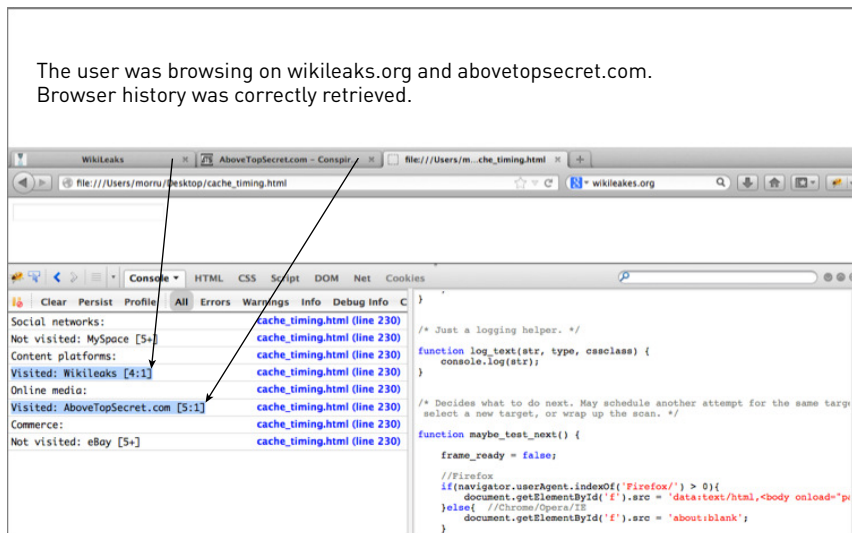 The user was browsing on wikileaks.org and abovetopsecret.com.
Browser history was correctly retrieved.
WikiLeaks
AboveTopSecret.com – Conspir...
file:///Users/m...che_timing.html
file:///Users/morru/Desktop/cache_timing.html
wikileakes.org
Console HTML CSS Script DOM Net Cookies
Clear Persist Profile All Errors Warnings Info Debug Info C
Social networks: cache_timing.html (line 230)
Not visited: MySpace [5+] cache_timing.html (line 230)
Content platforms: cache_timing.html (line 230)
Visited: Wikileaks [4:1] cache_timing.html (line 230)
Online media: cache_timing.html (line 230)
Visited: AboveTopSecret.com [5:1] cache_timing.html (line 230)
Commerce: cache_timing.html (line 230)
Not visited: eBay [5+] cache_timing.html (line 230)
}
/* Just a logging helper. */
function log_text(str, type, cssclass) {
console.log(str);
}
/* Decides what to do next. May schedule another attempt for the same targe
select a new target, or wrap up the scan. */
function maybe_test_next() {
frame_ready = false;
//Firefox
if(navigator.userAgent.indexOf('Firefox/') > 0){
document.getElementById('f').src = 'data:text/html,<body onload="pa
}else{ //Chrome/Opera/IE
document.getElementById('f').src = 'about:blank';
}